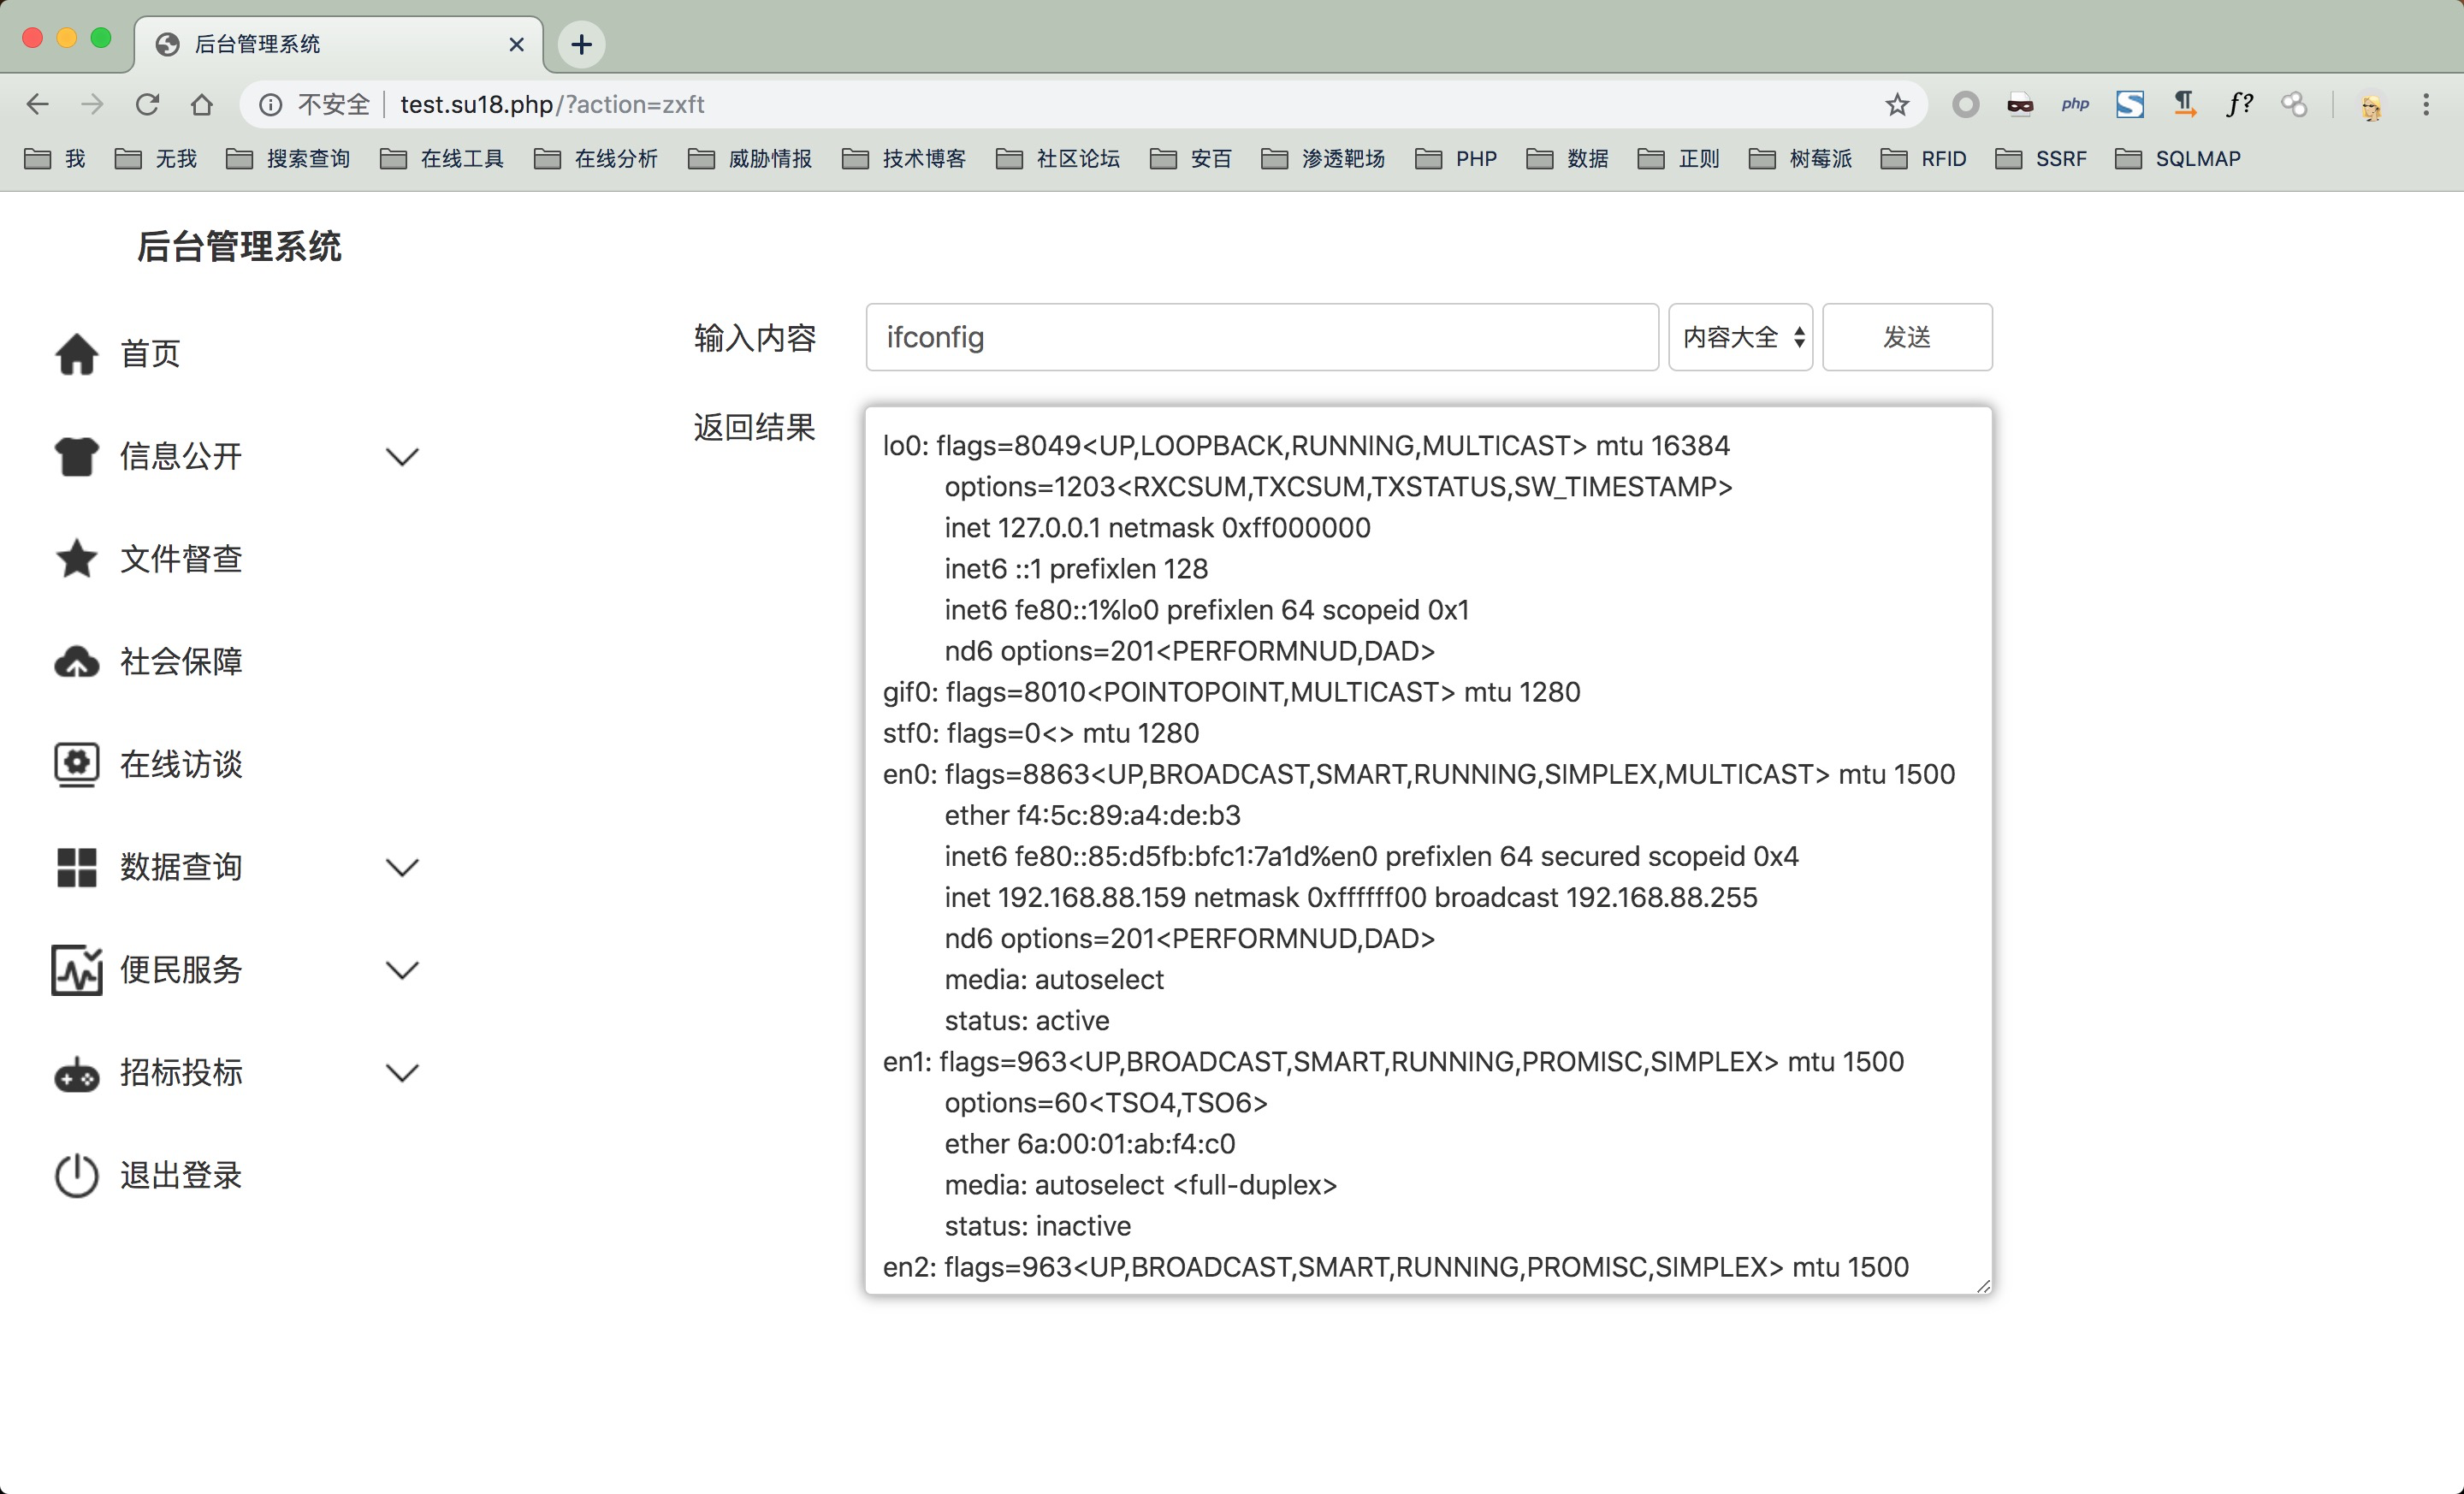 后台管理系统
不安全 test.su18.php/?action=zxft
php f?
我 无我 搜索查询 在线工具 在线分析 威胁情报 技术博客 社区论坛 安百 渗透靶场 PHP 数据 正则 树莓派 RFID SSRF SQLMAP
后台管理系统
首页
信息公开
文件督查
社会保障
在线访谈
数据查询
便民服务
招标投标
退出登录
输入内容 ifconfig 内容大全 发送
返回结果
lo0: flags=8049<UP,LOOPBACK,RUNNING,MULTICAST> mtu 16384
options=1203<RXCSUM,TXCSUM,TXSTATUS,SW_TIMESTAMP>
inet 127.0.0.1 netmask 0xff000000
inet6 ::1 prefixlen 128
inet6 fe80::1%lo0 prefixlen 64 scopeid 0x1
nd6 options=201<PERFORMNUD,DAD>
gif0: flags=8010<POINTOPOINT,MULTICAST> mtu 1280
stf0: flags=0<> mtu 1280
en0: flags=8863<UP,BROADCAST,SMART,RUNNING,SIMPLEX,MULTICAST> mtu 1500
ether f4:5c:89:a4:de:b3
inet6 fe80::85:d5fb:bfc1:7a1d%en0 prefixlen 64 secured scopeid 0x4
inet 192.168.88.159 netmask 0xffffff00 broadcast 192.168.88.255
nd6 options=201<PERFORMNUD,DAD>
media: autoselect
status: active
en1: flags=963<UP,BROADCAST,SMART,RUNNING,PROMISC,SIMPLEX> mtu 1500
options=60<TSO4,TSO6>
ether 6a:00:01:ab:f4:c0
media: autoselect <full-duplex>
status: inactive
en2: flags=963<UP,BROADCAST,SMART,RUNNING,PROMISC,SIMPLEX> mtu 1500